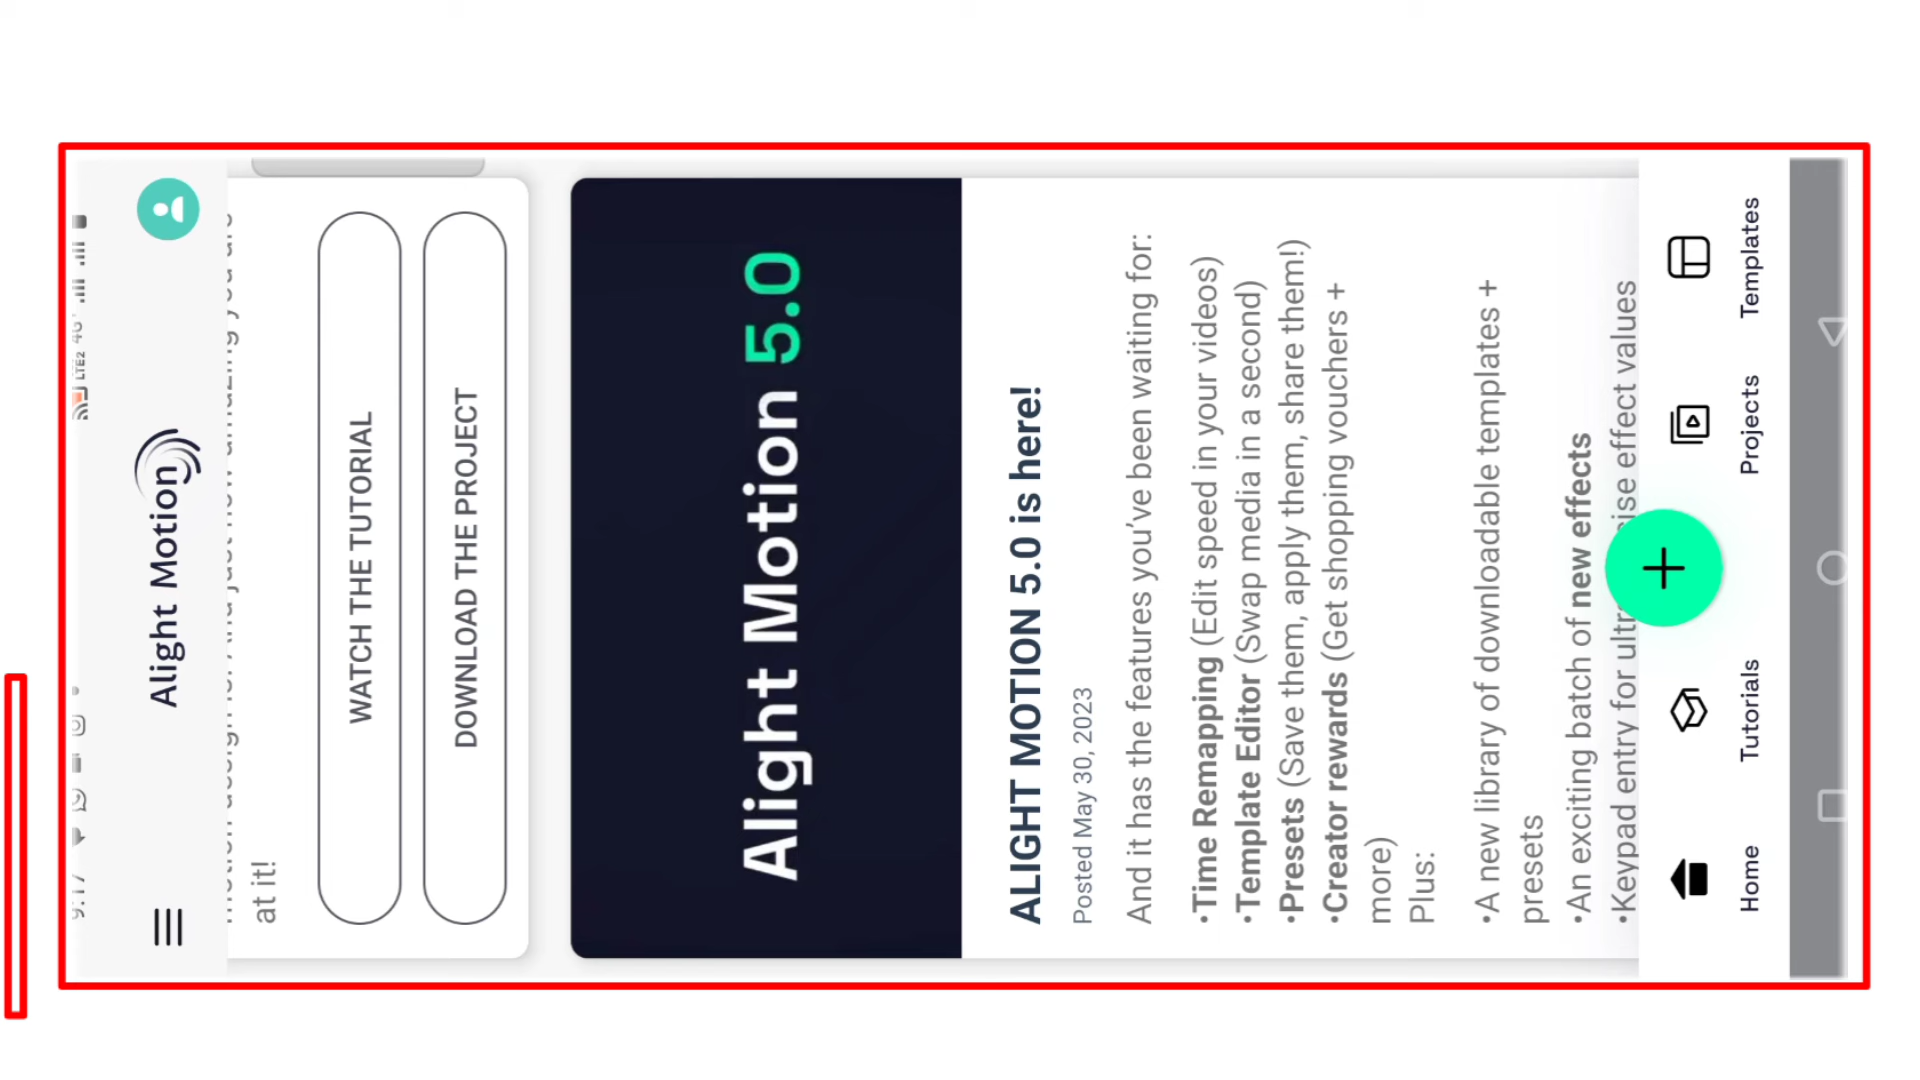 9:17
LTE2 4G
Alight Motion
at it!
WATCH THE TUTORIAL
DOWNLOAD THE PROJECT
Alight Motion 5.0
ALIGHT MOTION 5.0 is here!
Posted May 30, 2023
And it has the features you've been waiting for:
•Time Remapping (Edit speed in your videos)
•Template Editor (Swap media in a second)
•Presets (Save them, apply them, share them!)
•Creator rewards (Get shopping vouchers +
more)
Plus:
•A new library of downloadable templates +
presets
•An exciting batch of new effects
•Keypad entry for effect values
Home
Tutorials
Projects
Templates